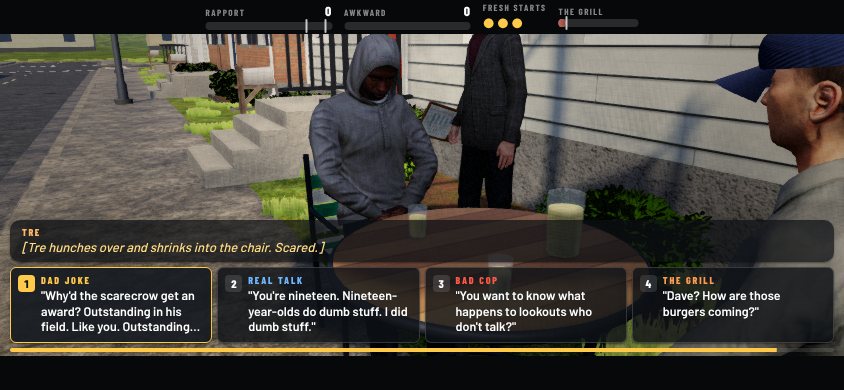 RAPPORT 0 AWKWARD 0 FRESH STARTS THE GRILL
TRE
[Tre hunches over and shrinks into the chair. Scared.]
1 DAD JOKE
"Why'd the scarecrow get an
award? Outstanding in his
field. Like you. Outstanding...
2 REAL TALK
"You're nineteen. Nineteen-
year-olds do dumb stuff. I did
dumb stuff."
3 BAD COP
"You want to know what
happens to lookouts who
don't talk?"
4 THE GRILL
"Dave? How are those
burgers coming?"